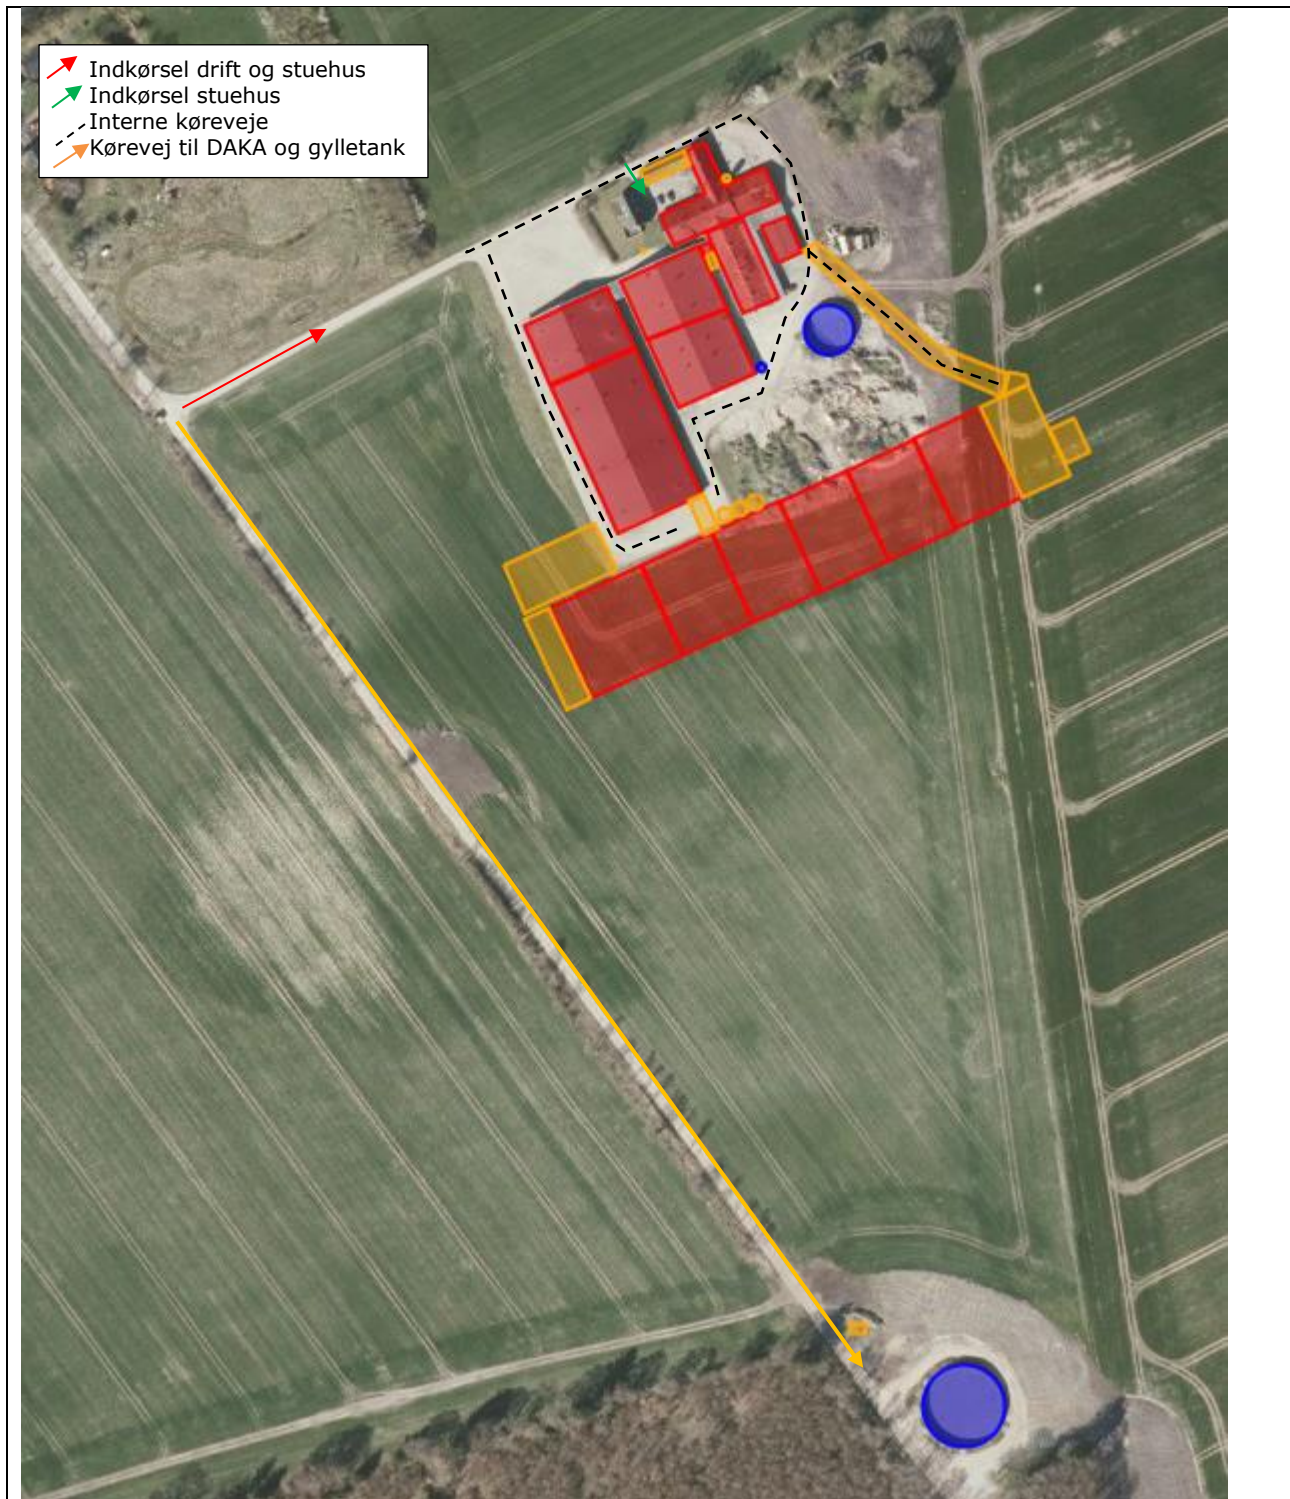 Indkørsel drift og stuehus
Indkørsel stuehus
Interne køreveje
Kørevej til DAKA og gylletank